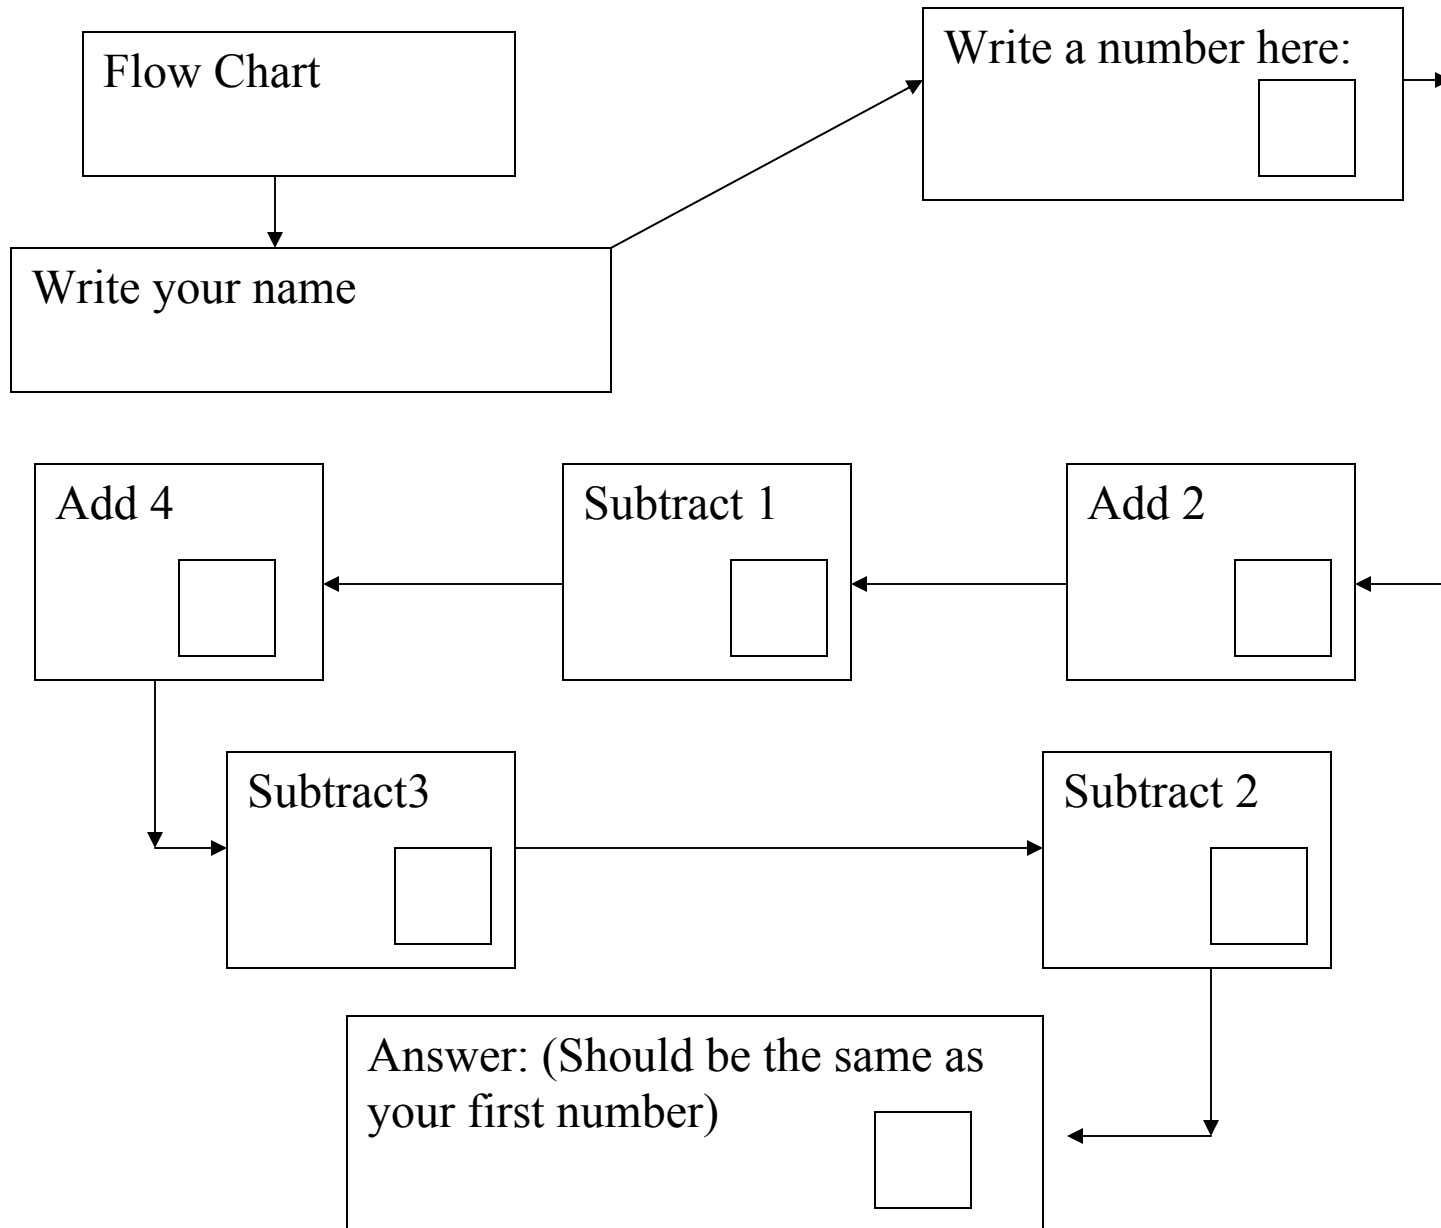 Flow Chart
Write your name
Write a number here:
Add 2
Subtract 1
Add 4
Subtract3
Subtract 2
Answer: (Should be the same as
your first number)